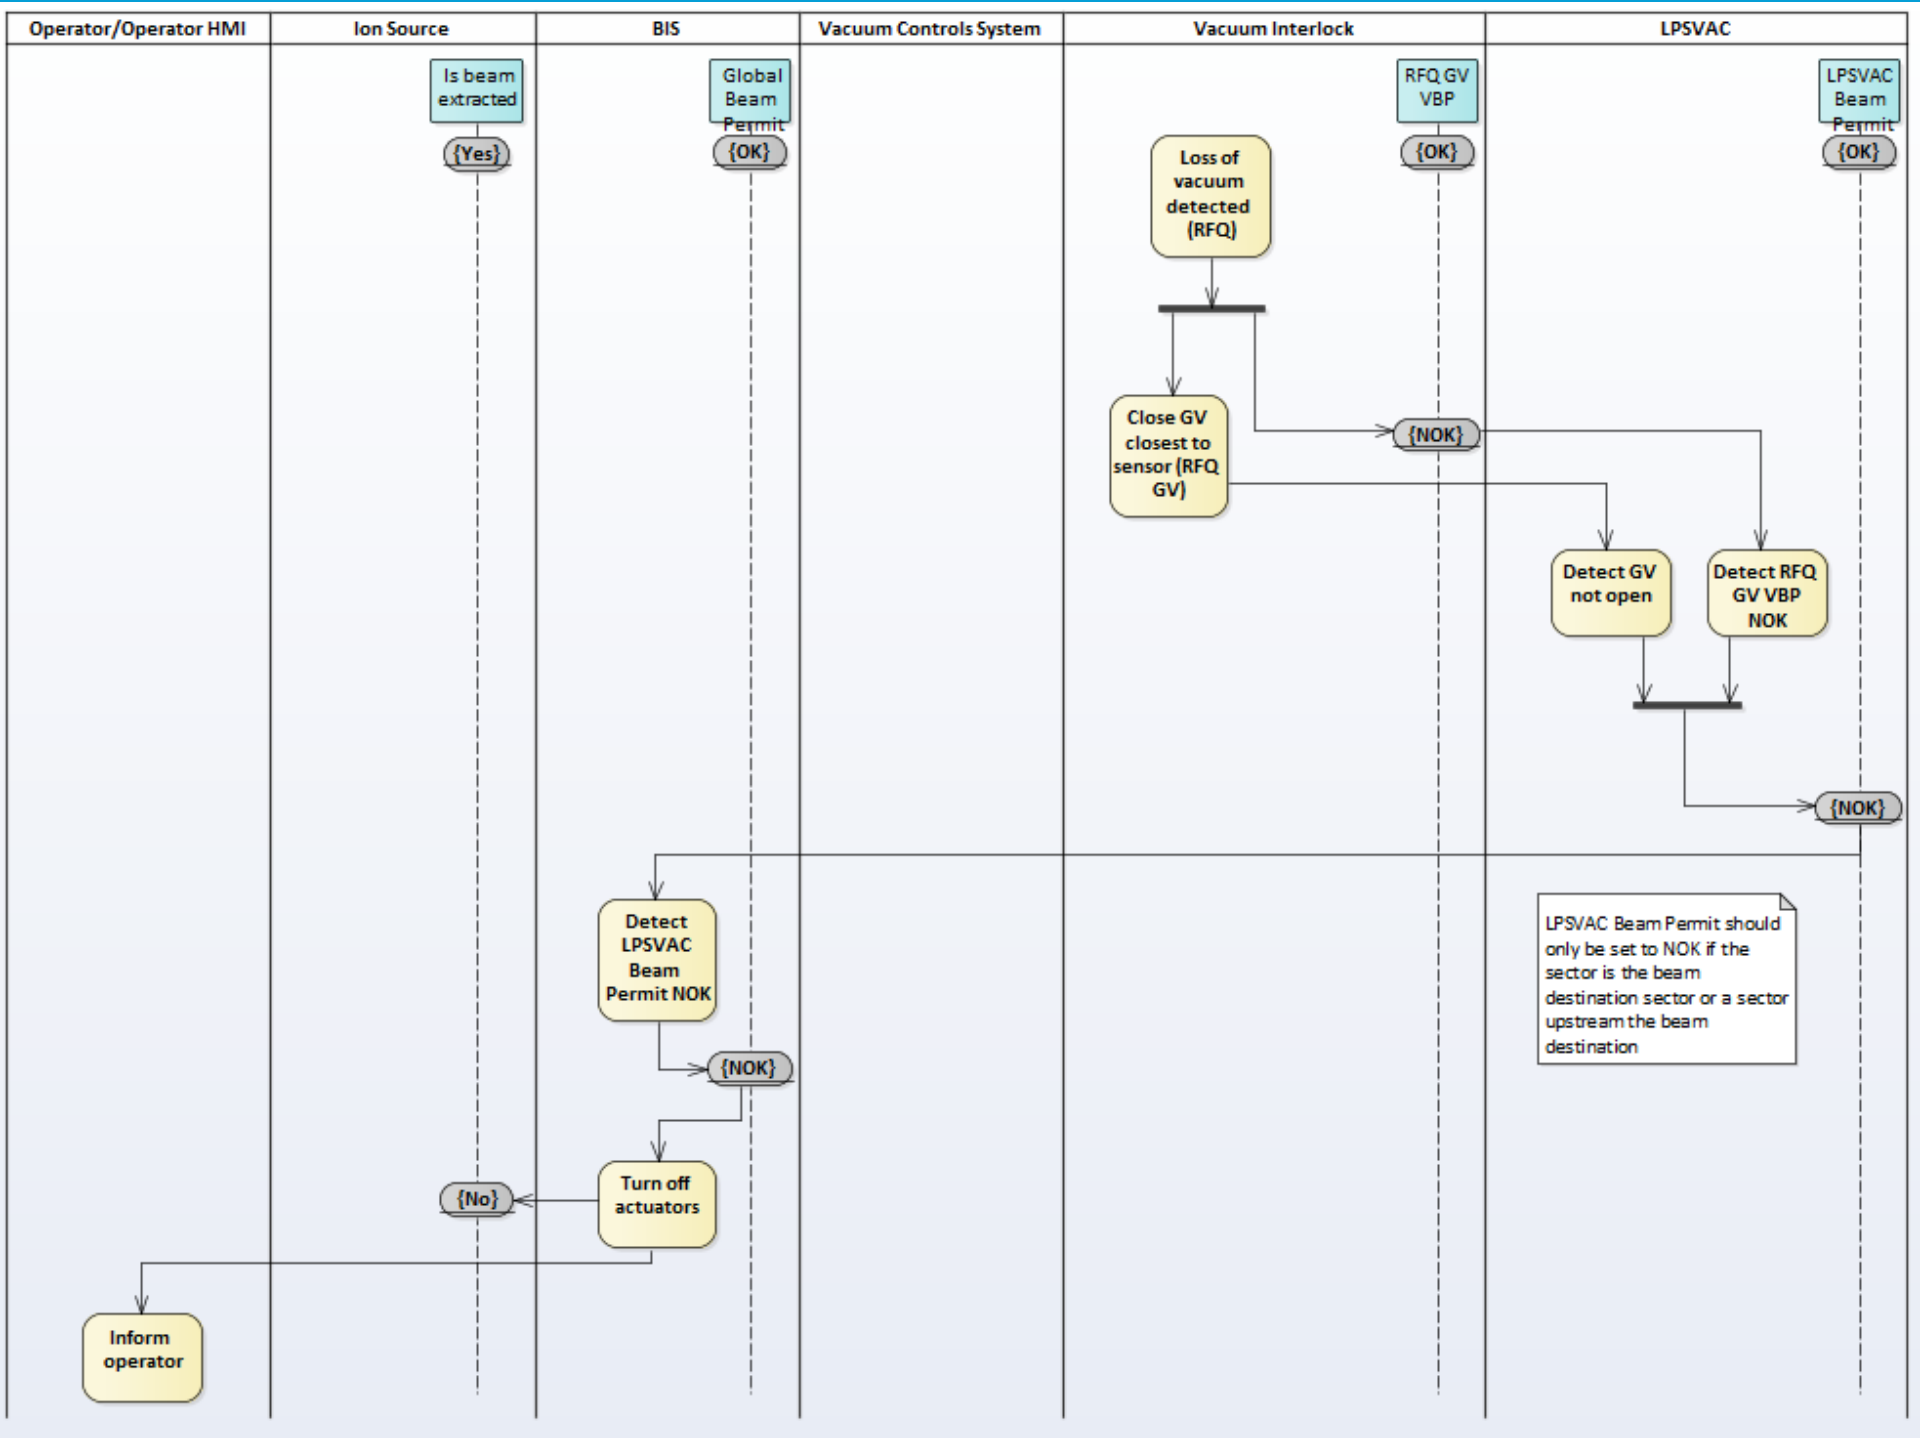 Operator/Operator HMI
Ion Source
BIS
Vacuum Controls System
Vacuum Interlock
LPSVAC
Is beam
extracted
{Yes}
Global
Beam
Permit
{OK}
RFQ GV
VBP
{OK}
LPSVAC
Beam
Permit
{OK}
Loss of
vacuum
detected
(RFQ)
Close GV
closest to
sensor (RFQ
GV)
{NOK}
Detect GV
not open
Detect RFQ
GV VBP
NOK
{NOK}
Detect
LPSVAC
Beam
Permit NOK
LPSVAC Beam Permit should
only be set to NOK if the
sector is the beam
destination sector or a sector
upstream the beam
destination
{NOK}
Turn off
actuators
{No}
Inform
operator